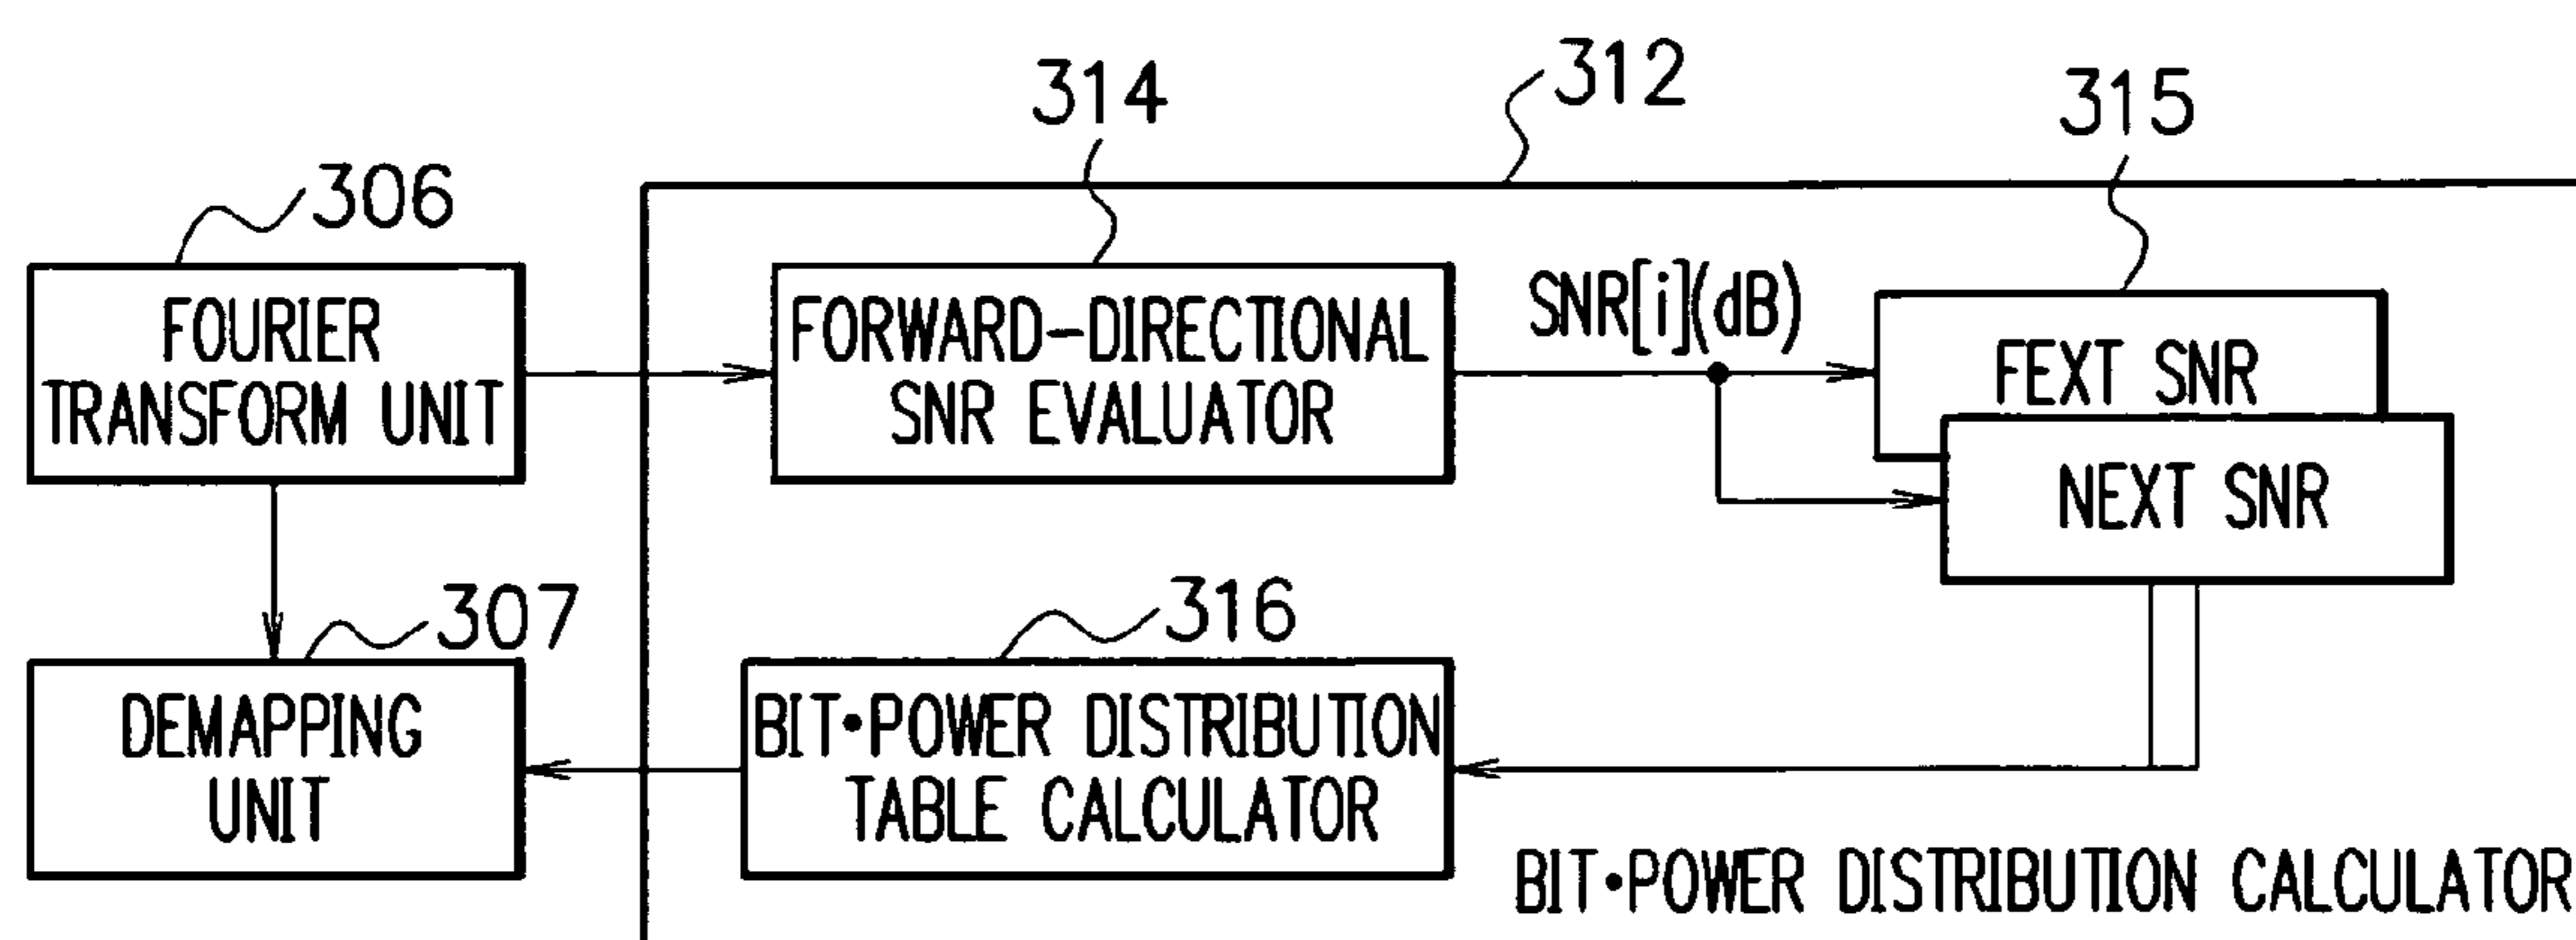 312
314
315
306
FOURIER
TRANSFORM UNIT
FORWARD-DIRECTIONAL
SNR EVALUATOR
SNR[i](dB)
FEXT SNR
NEXT SNR
307
316
DEMAPPING
UNIT
BIT•POWER DISTRIBUTION
TABLE CALCULATOR
BIT•POWER DISTRIBUTION CALCULATOR